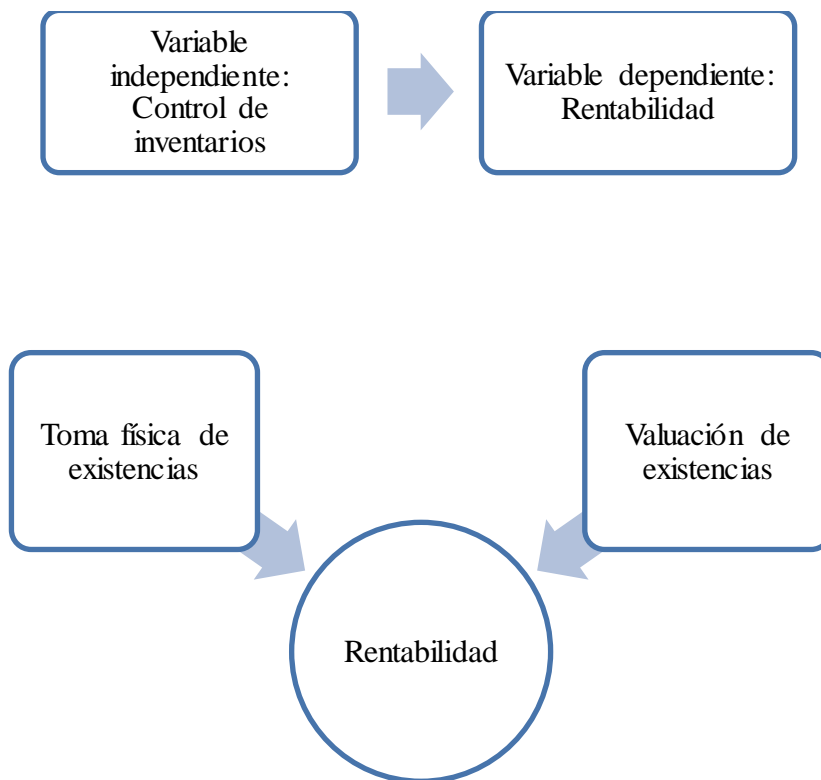 Variable
independiente:
Control de
inventarios
Variable dependiente:
Rentabilidad
Toma física de
existencias
Valuación de
existencias
Rentabilidad